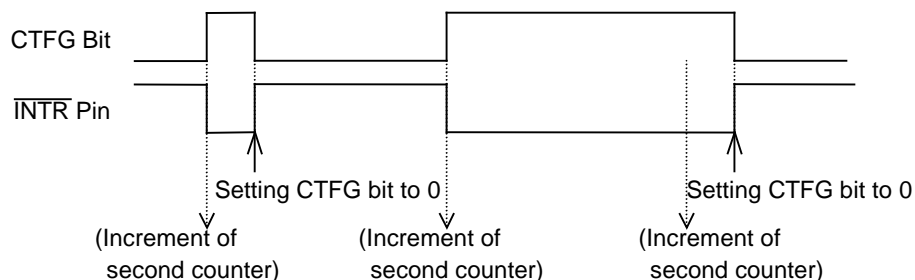 CTFG Bit
INTR Pin
Setting CTFG bit to 0
Setting CTFG bit to 0
(Increment of
second counter)
(Increment of
second counter)
(Increment of
second counter)